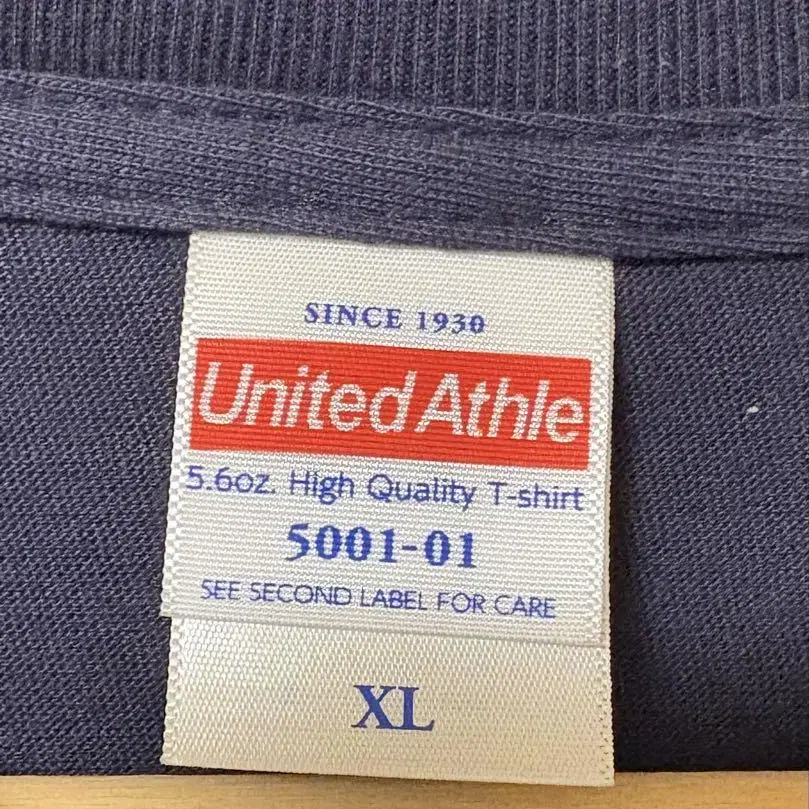 SINCE 1930
United Athle
5.6oz. High Quality T-shirt
5001-01
SEE SECOND LABEL FOR CARE
XL